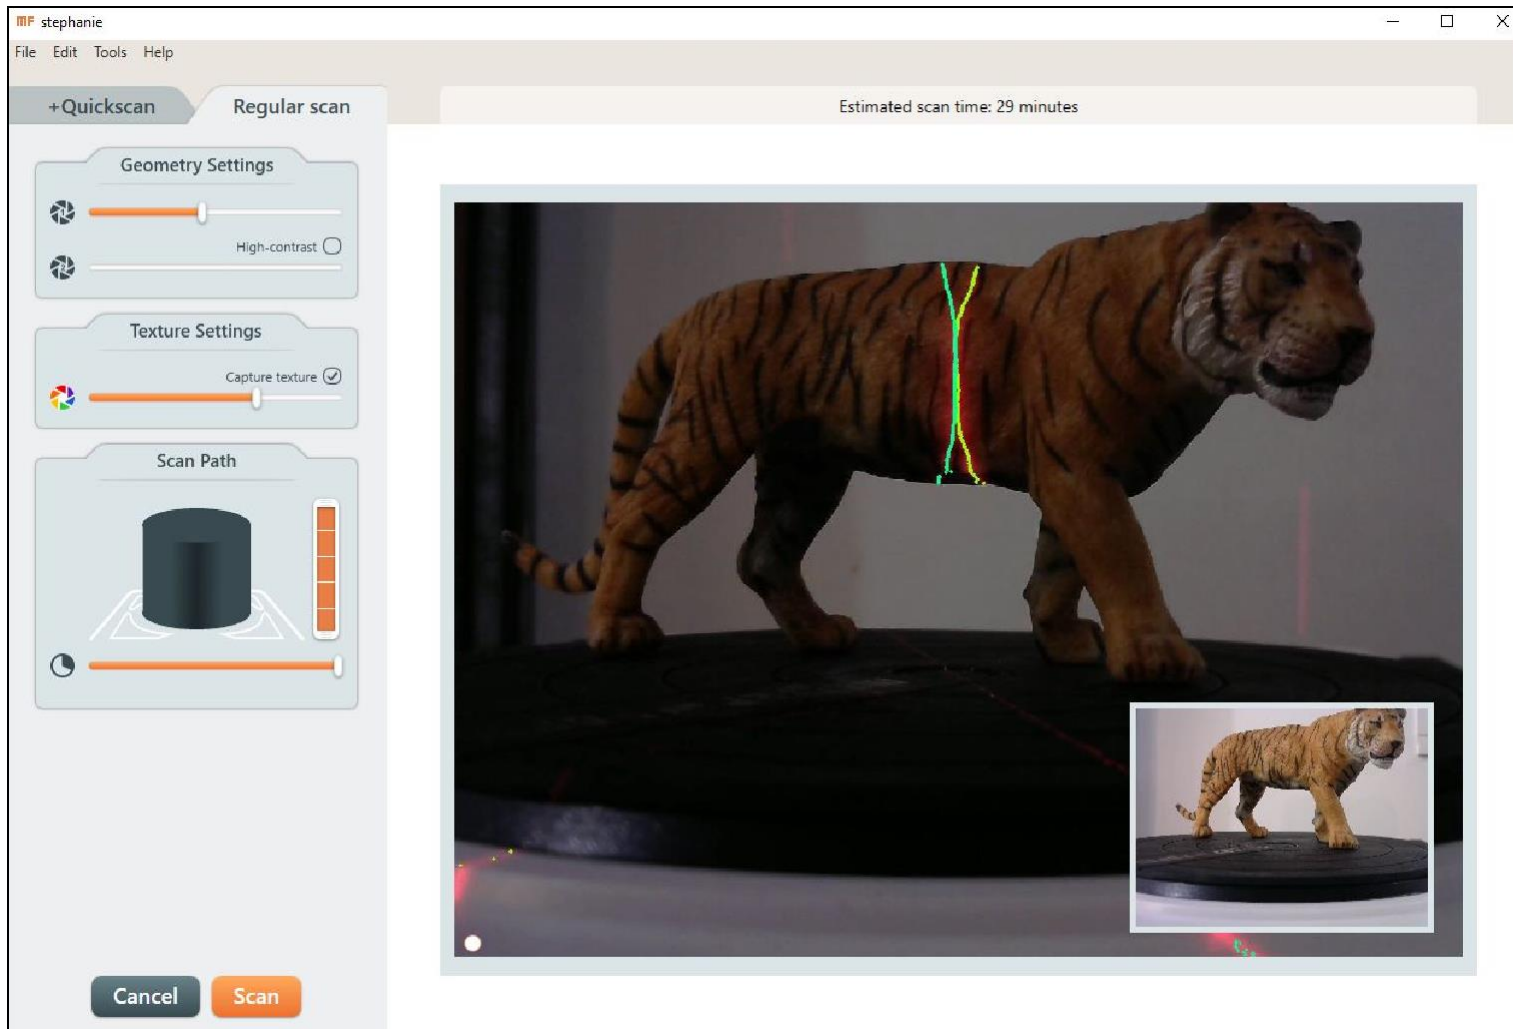 MF stephanie
File Edit Tools Help
+Quickscan Regular scan
Estimated scan time: 29 minutes
Geometry Settings
High-contrast
Texture Settings
Capture texture
Scan Path
Cancel Scan